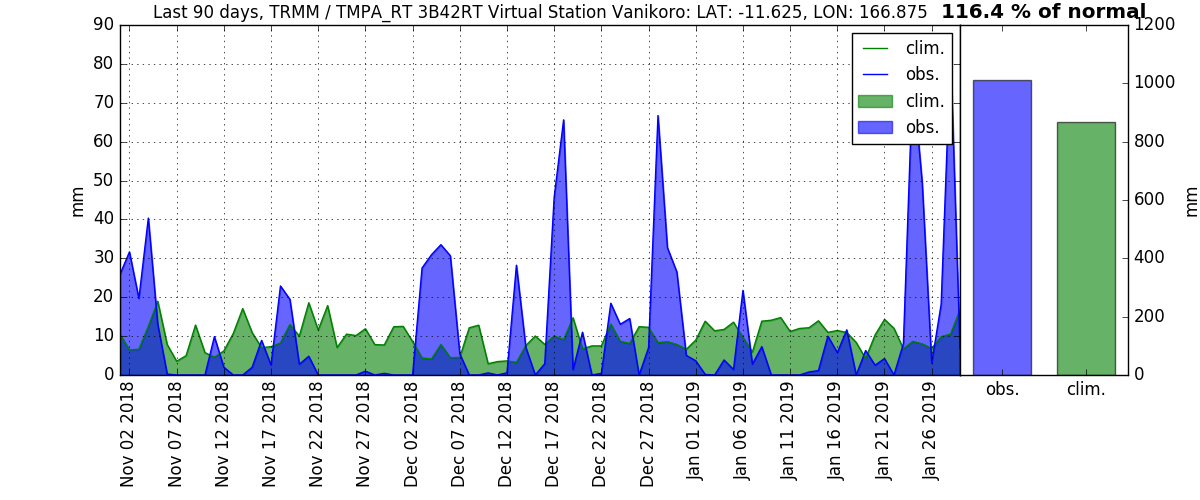 Last 90 days, TRMM / TMPA_RT 3B42RT Virtual Station Vanikoro: LAT: -11.625, LON: 166.875 116.4 % of normal
90
80
70
60
50
40
30
20
10
0
mm
clim.
obs.
clim.
obs.
1200
1000
800
600
400
200
0
mm
Nov 02 2018
Nov 07 2018
Nov 12 2018
Nov 17 2018
Nov 22 2018
Nov 27 2018
Dec 02 2018
Dec 07 2018
Dec 12 2018
Dec 17 2018
Dec 22 2018
Dec 27 2018
Jan 01 2019
Jan 06 2019
Jan 11 2019
Jan 16 2019
Jan 21 2019
Jan 26 2019
obs. clim.